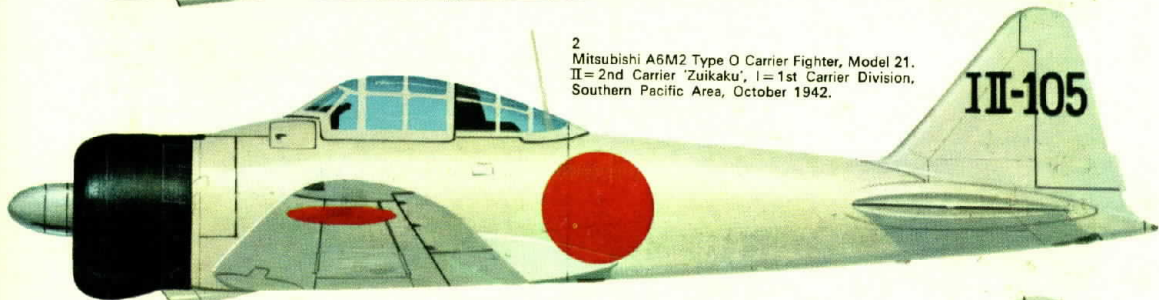 2
Mitsubishi A6M2 Type O Carrier Fighter, Model 21.
II=2nd Carrier 'Zuikaku', I=1st Carrier Division,
Southern Pacific Area, October 1942.
III-105